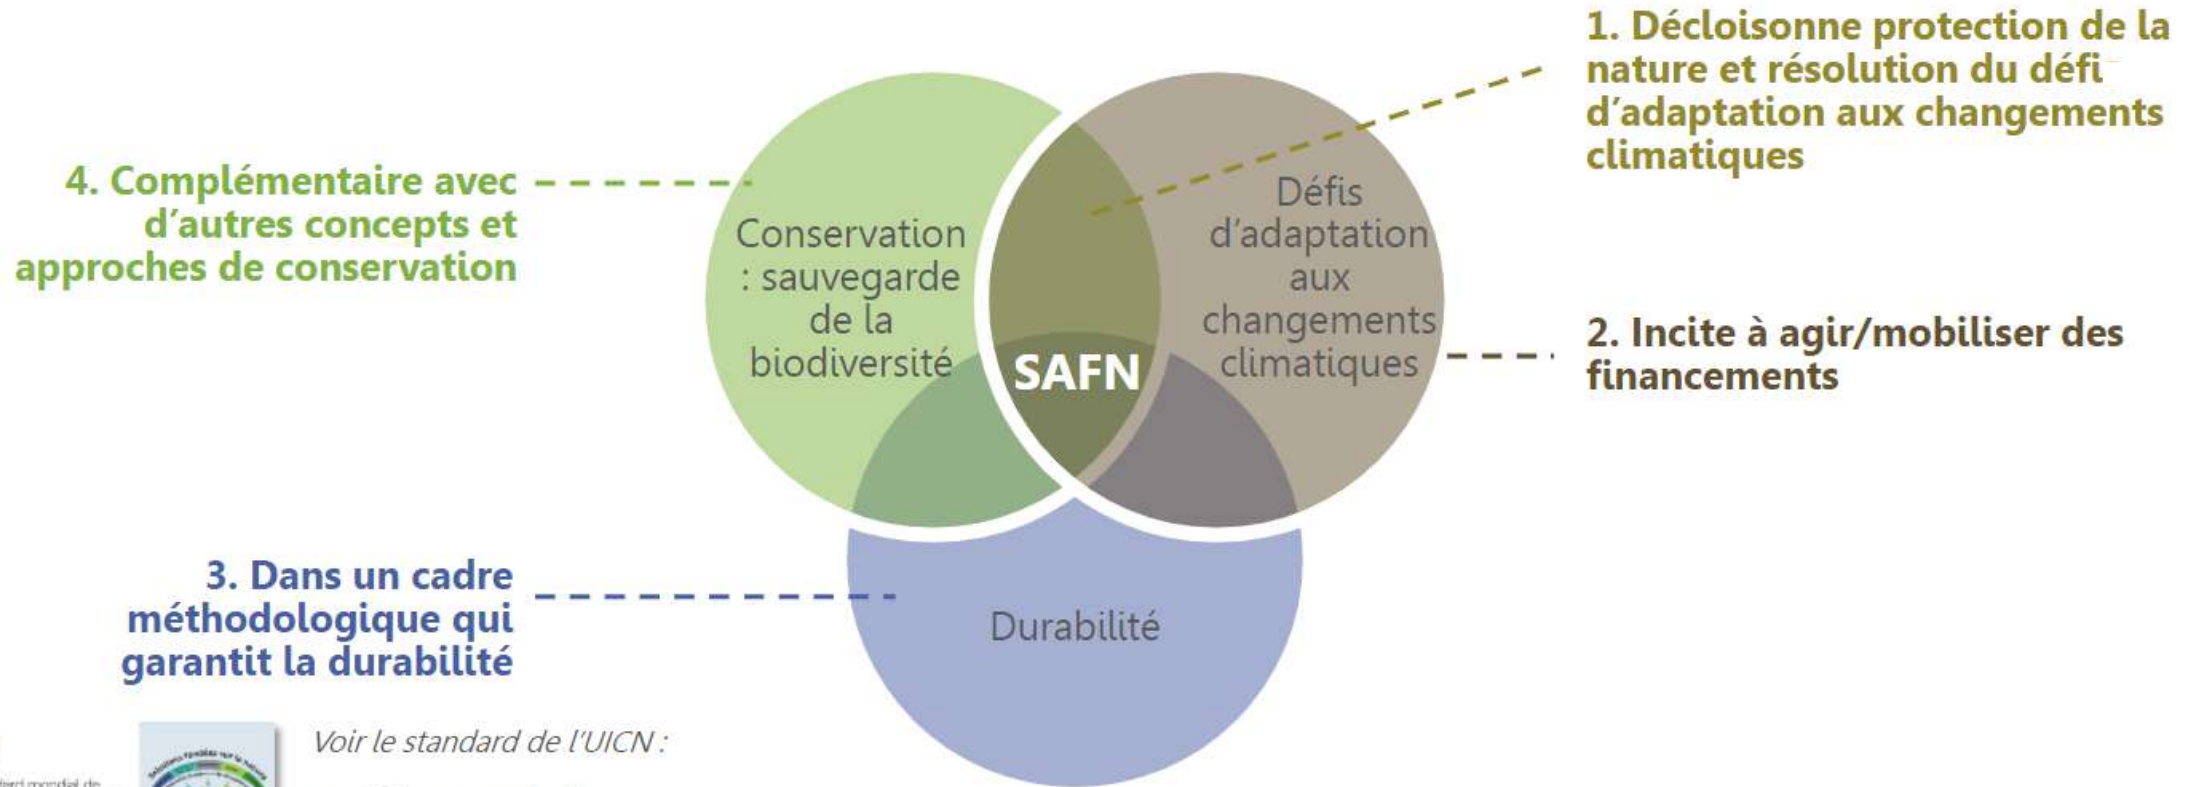 1. Décloisonne protection de la
nature et résolution du défi
d'adaptation aux changements
climatiques
4. Complémentaire avec
d'autres concepts et
approches de conservation
Conservation
: sauvegarde
de la
biodiversité
Défis
d'adaptation
aux
changements
climatiques
SAFN
2. Incite à agir/mobiliser des
financements
3. Dans un cadre
méthodologique qui
garantit la durabilité
Durabilité
Voir le standard de l'UICN :
mondial de